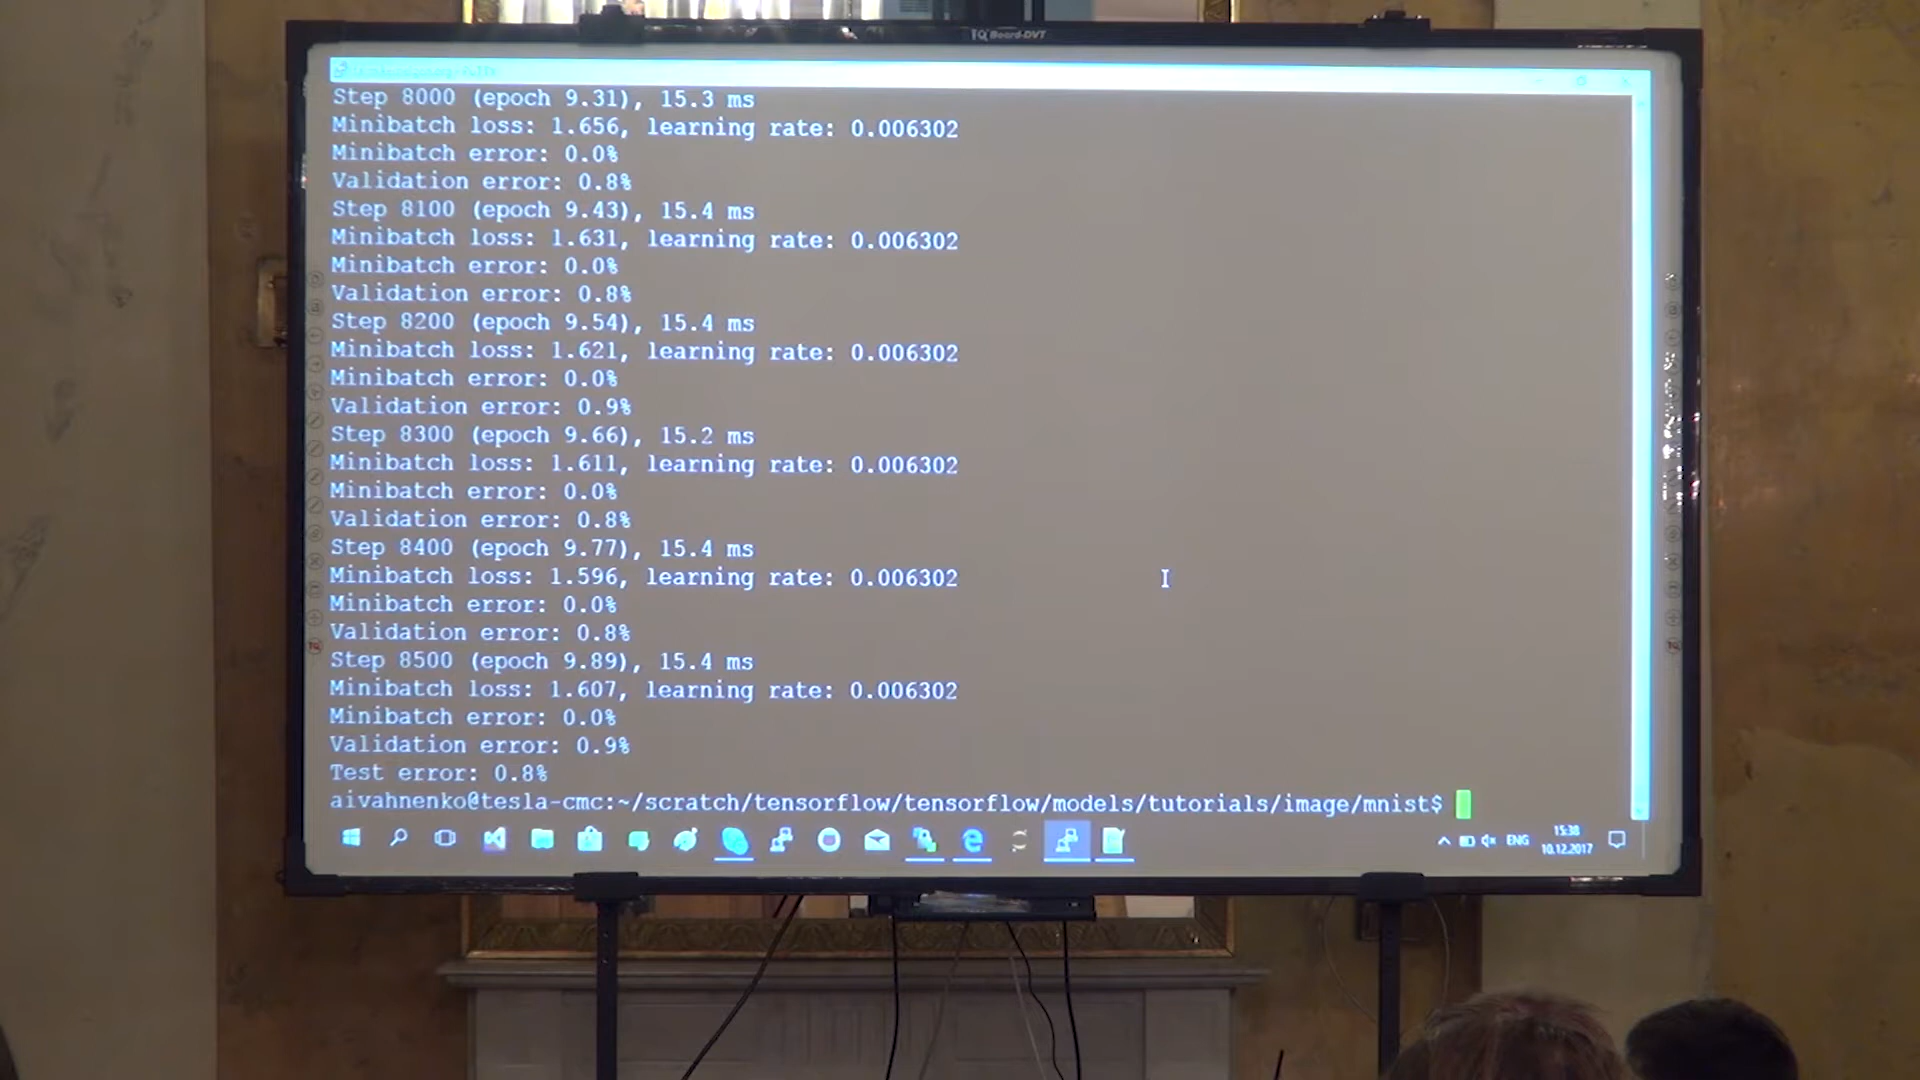 IQ Board-DVT
Step 8000 (epoch 9.31), 15.3 ms
Minibatch loss: 1.656, learning rate: 0.006302
Minibatch error: 0.0%
Validation error: 0.8%
Step 8100 (epoch 9.43), 15.4 ms
Minibatch loss: 1.631, learning rate: 0.006302
Minibatch error: 0.0%
Validation error: 0.8%
Step 8200 (epoch 9.54), 15.4 ms
Minibatch loss: 1.621, learning rate: 0.006302
Minibatch error: 0.0%
Validation error: 0.9%
Step 8300 (epoch 9.66), 15.2 ms
Minibatch loss: 1.611, learning rate: 0.006302
Minibatch error: 0.0%
Validation error: 0.8%
Step 8400 (epoch 9.77), 15.4 ms
Minibatch loss: 1.596, learning rate: 0.006302
Minibatch error: 0.0%
Validation error: 0.8%
Step 8500 (epoch 9.89), 15.4 ms
Minibatch loss: 1.607, learning rate: 0.006302
Minibatch error: 0.0%
Validation error: 0.9%
Test error: 0.8%
aivahnenko@tesla-cmc:~/scratch/tensorflow/tensorflow/models/tutorials/image/mnist$
ENG
15:38
10.12.2017